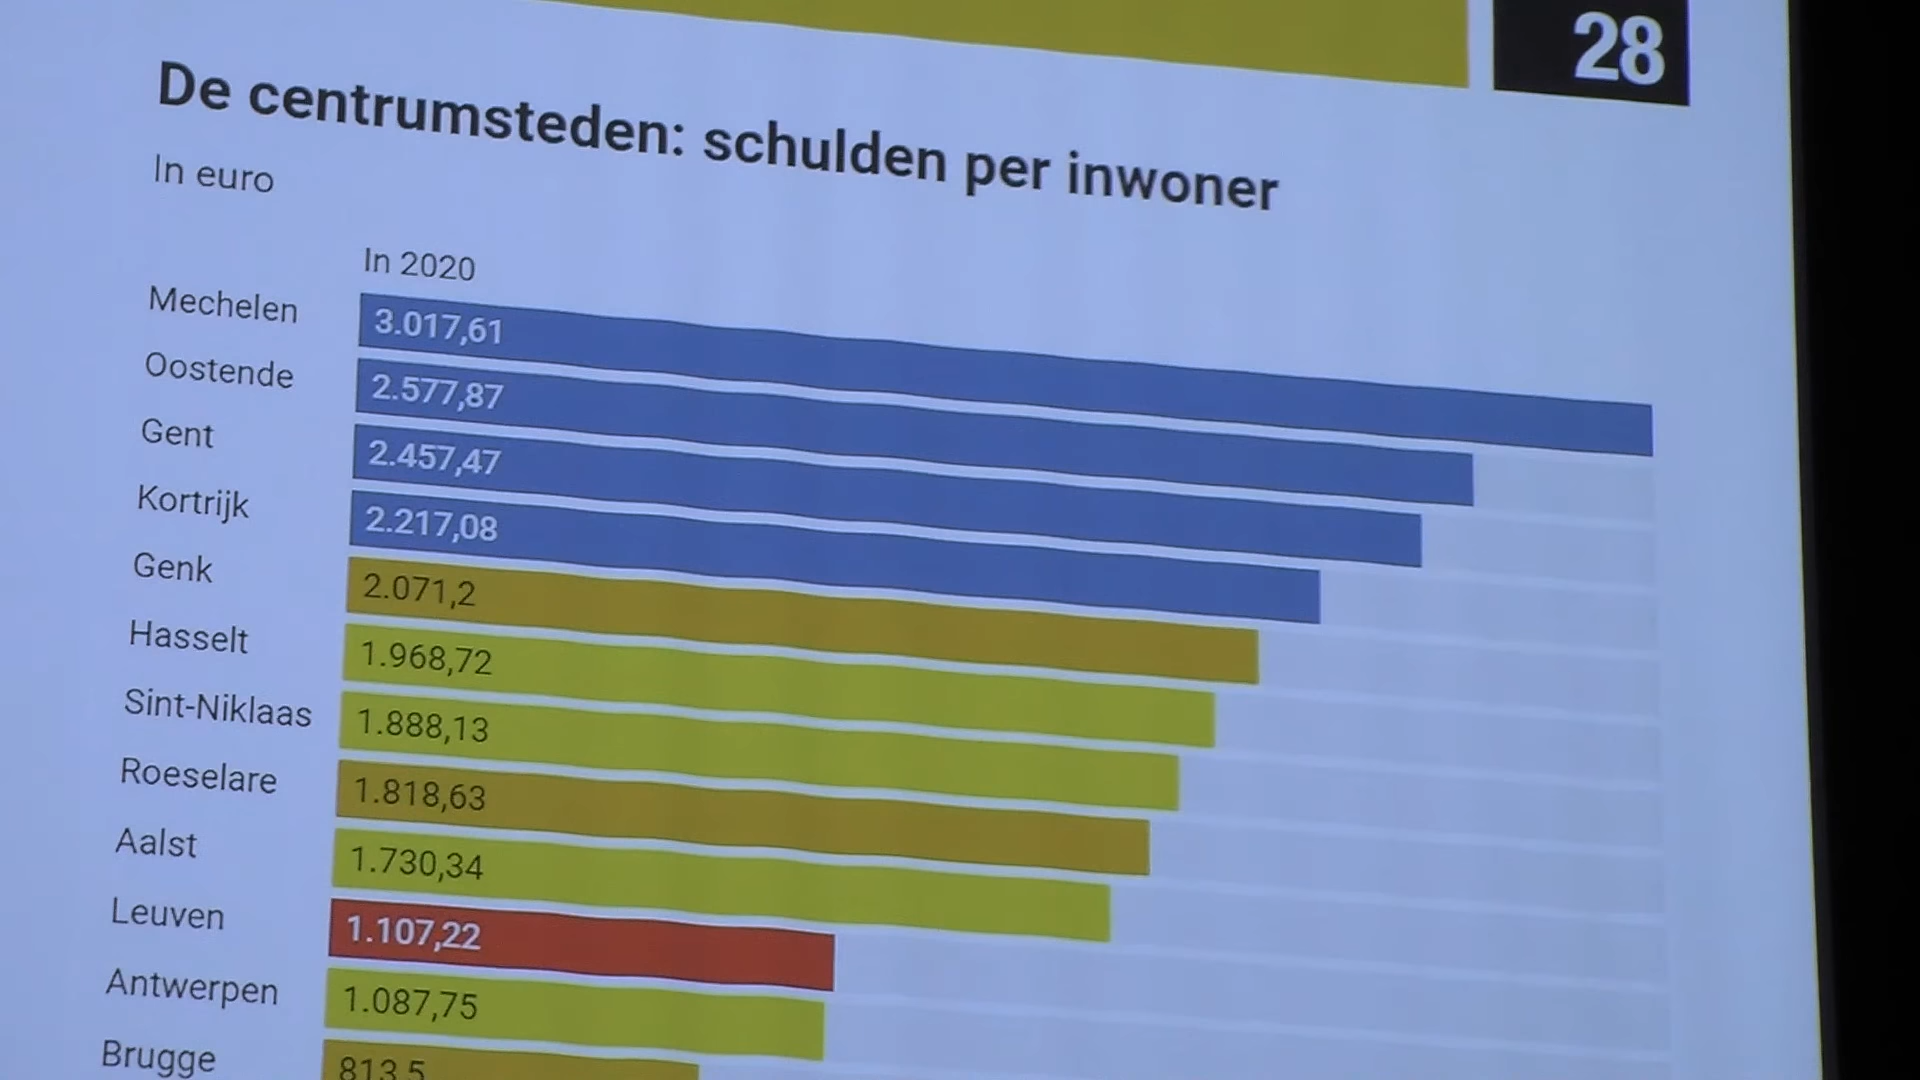 28
De centrumsteden: schulden per inwoner
In euro
In 2020
Mechelen 3.017,61
Oostende 2.577,87
Gent 2.457,47
Kortrijk 2.217,08
Genk 2.071,2
Hasselt 1.968,72
Sint-Niklaas 1.888,13
Roeselare 1.818,63
Aalst 1.730,34
Leuven 1.107,22
Antwerpen 1.087,75
Brugge 813,5